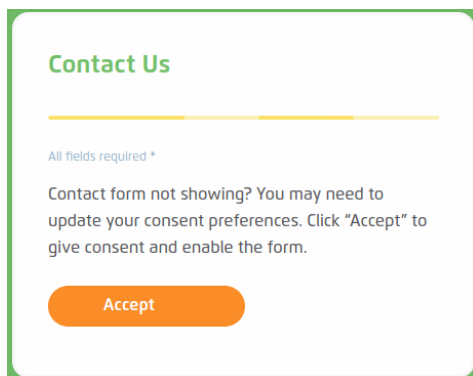 Contact Us
All fields required *
Contact form not showing? You may need to
update your consent preferences. Click “Accept” to
give consent and enable the form.
Accept